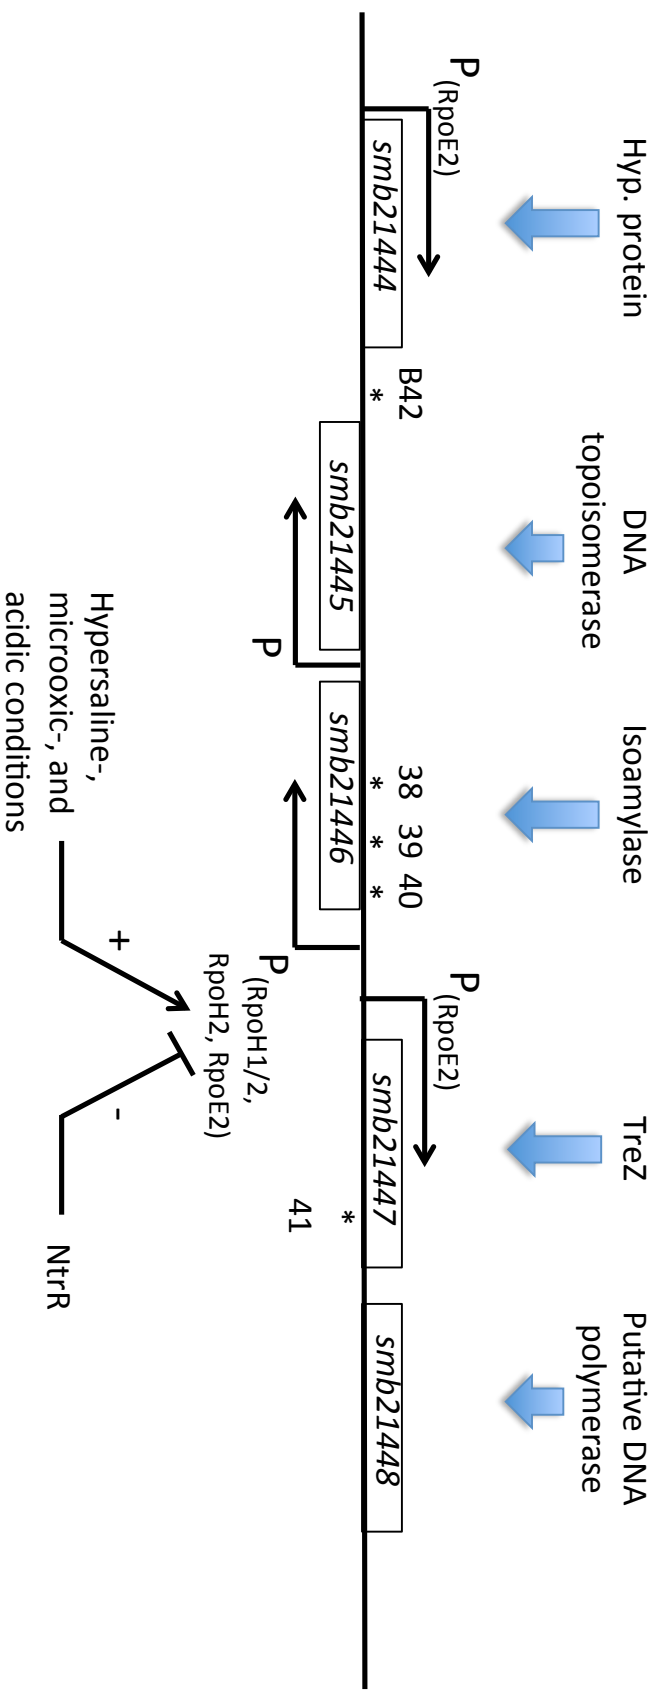 Hyp. protein
DNA
topoisomerase
Isoamylase
TreZ
Putative DNA
polymerase
P
(RpoE2)
P
(RpoE2)
smb21444
B42
*
38 39 40
* * *
smb21447
smb21448
smb21445
smb21446
*
41
P
P
(RpoH1/2,
RpoH2, RpoE2)
+
-
Hypersaline-,
microoxic-, and
acidic conditions
NtrR